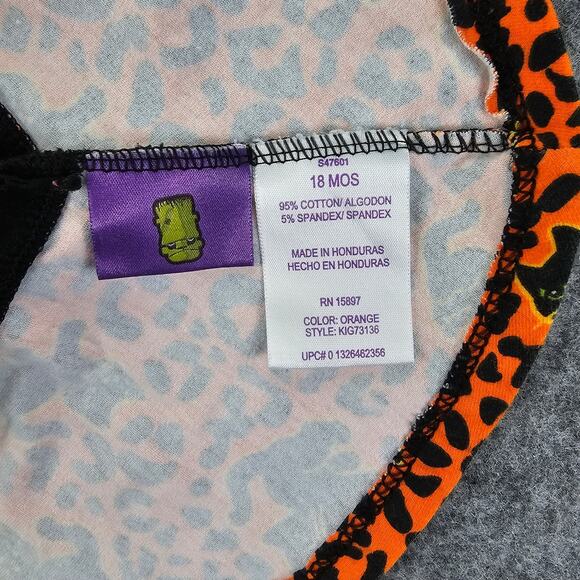 S47601
18 MOS
95% COTTON/ ALGODON
5% SPANDEX/ SPANDEX
MADE IN HONDURAS
HECHO EN HONDURAS
RN 15897
COLOR: ORANGE
STYLE: KIG73136
UPC# 0 1326462356